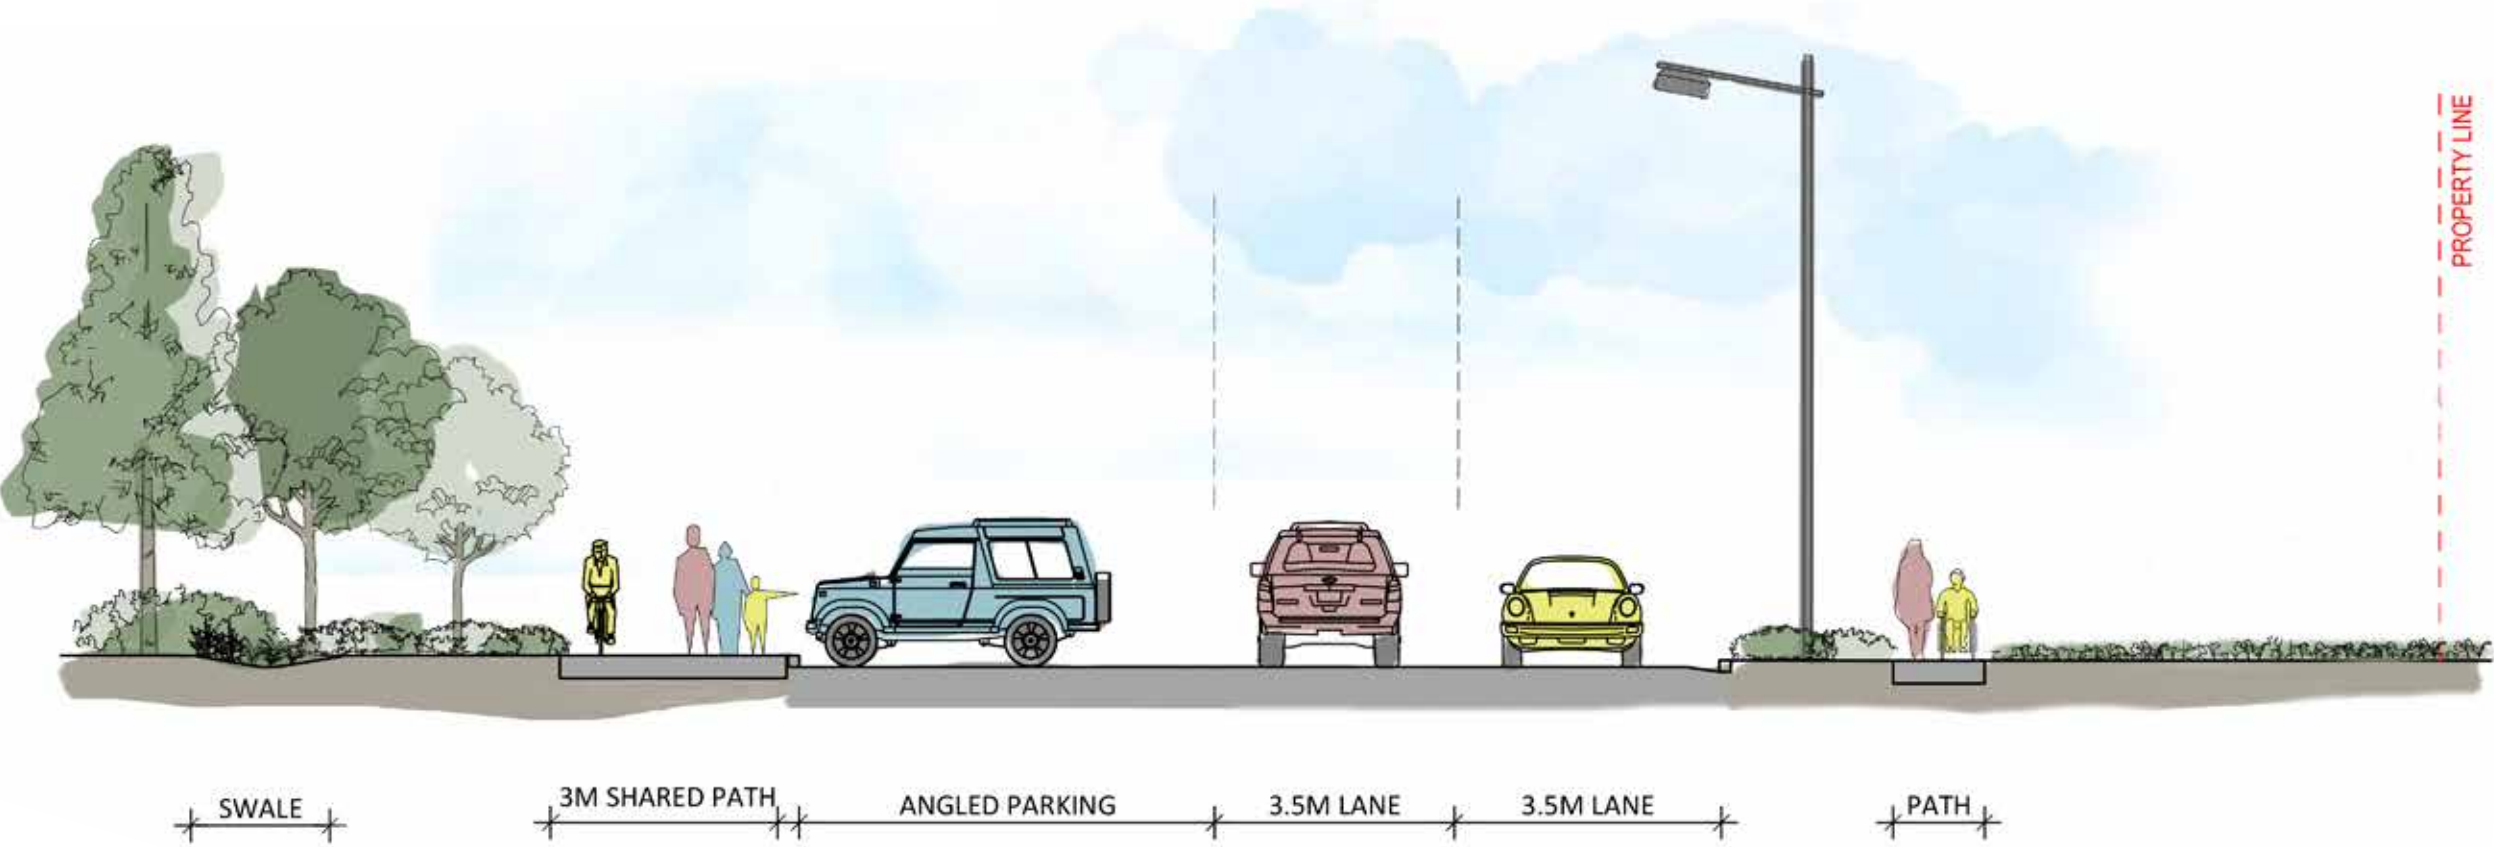 PROPERTY LINE
SWALE
3M SHARED PATH
ANGLED PARKING
3.5M LANE
3.5M LANE
PATH